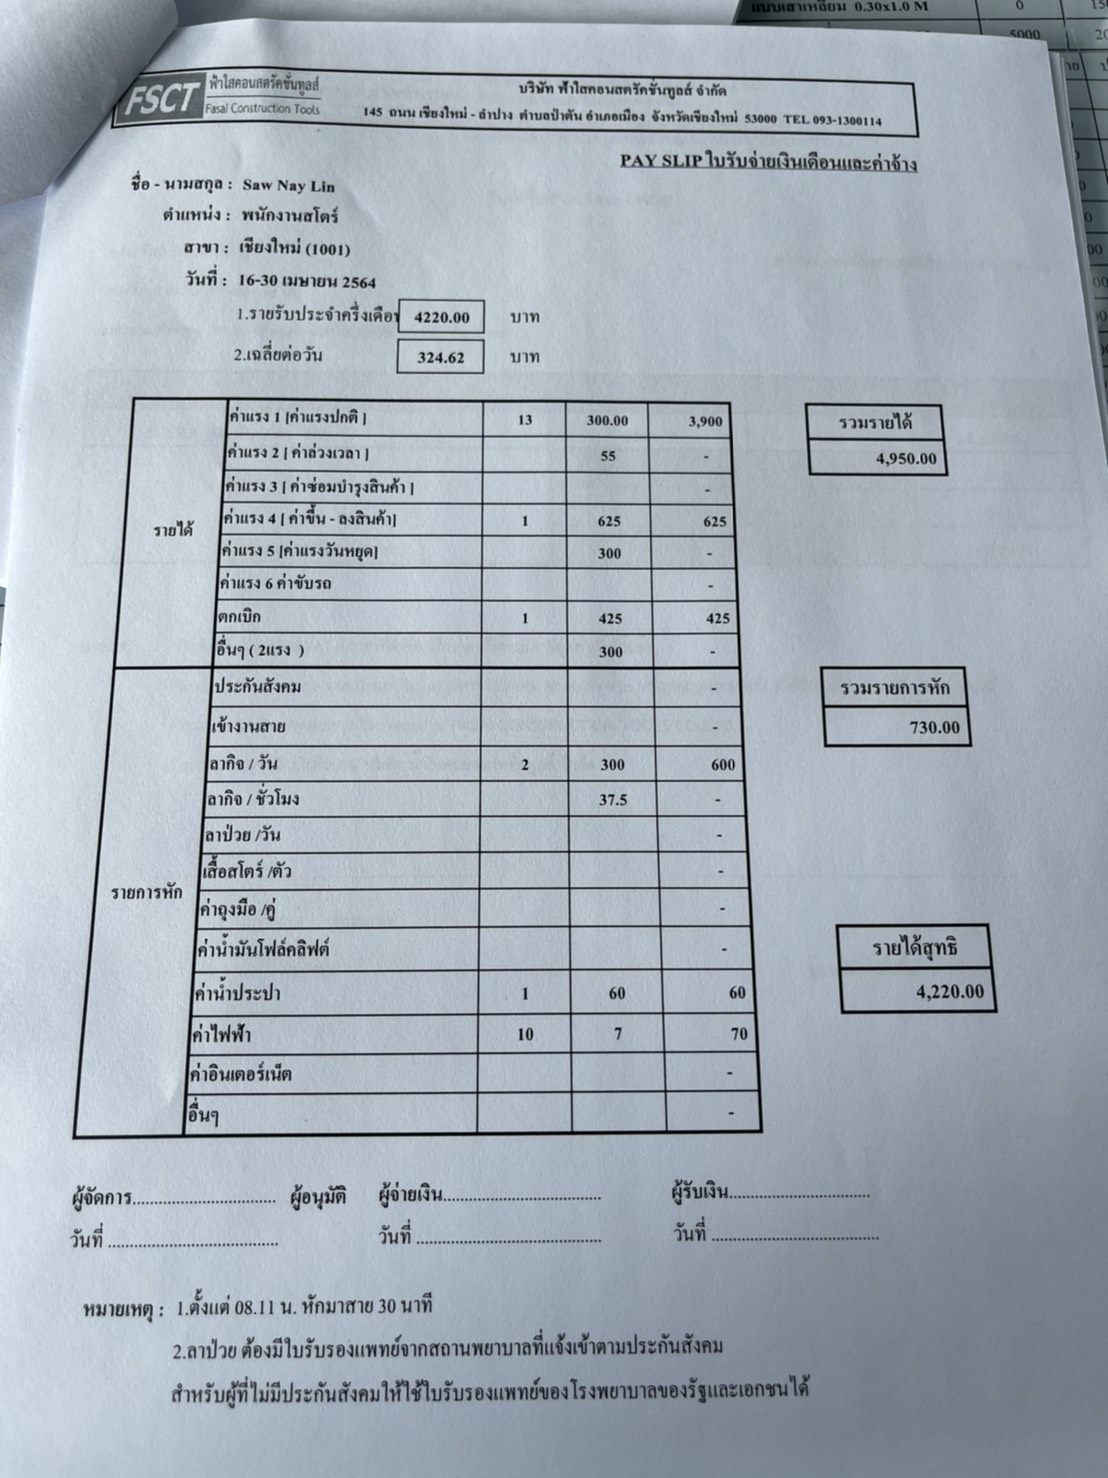 แบบเสาเหลี่ยม 0.30x1.0 M 0
5000
FSCT ฟ้าใสคอนสตรัคชั่นทูลส์
Fasai Construction Tools
บริษัท ฟ้าใสคอนสตรัคชั่นทูลส์ จำกัด
145 ถนน เชียงใหม่ - ลำปาง ตำบลป่าตัน อำเภอเมือง จังหวัดเชียงใหม่ 53000 TEL 093-1300114
PAY SLIP ใบรับจ่ายเงินเดือนและค่าจ้าง
ชื่อ - นามสกุล : Saw Nay Lin
ตำแหน่ง : พนักงานสโตร์
สาขา : เชียงใหม่ (1001)
วันที่ : 16-30 เมษายน 2564
1.รายรับประจำครึ่งเดือน 4220.00 บาท
2.เฉลี่ยต่อวัน 324.62 บาท
รายได้
ค่าแรง 1 [ค่าแรงปกติ ] 13 300.00 3,900
ค่าแรง 2 [ ค่าล่วงเวลา ] 55 -
ค่าแรง 3 [ ค่าซ่อมบำรุงสินค้า ] -
ค่าแรง 4 [ ค่าขึ้น - ลงสินค้า] 1 625 625
ค่าแรง 5 [ค่าแรงวันหยุด] 300 -
ค่าแรง 6 ค่าขับรถ -
ตกเบิก 1 425 425
อื่นๆ ( 2แรง ) 300 -
รวมรายได้
4,950.00
รายการหัก
ประกันสังคม -
เข้างานสาย -
ลากิจ / วัน 2 300 600
ลากิจ / ชั่วโมง 37.5 -
ลาป่วย /วัน -
เสื้อสโตร์ /ตัว -
ค่าถุงมือ /คู่ -
ค่าน้ำมันโฟล์คลิฟต์ -
ค่าน้ำประปา 1 60 60
ค่าไฟฟ้า 10 7 70
ค่าอินเตอร์เน็ต -
อื่นๆ -
รวมรายการหัก
730.00
รายได้สุทธิ
4,220.00
ผู้จัดการ............................ ผู้อนุมัติ ผู้จ่ายเงิน................................ ผู้รับเงิน............................
วันที่ .................................. วันที่ ..................................... วันที่ ..................................
หมายเหตุ : 1.ตั้งแต่ 08.11 น. หักมาสาย 30 นาที
2.ลาป่วย ต้องมีใบรับรองแพทย์จากสถานพยาบาลที่แจ้งเข้าตามประกันสังคม
สำหรับผู้ที่ไม่มีประกันสังคมให้ใช้ใบรับรองแพทย์ของโรงพยาบาลของรัฐและเอกชนได้